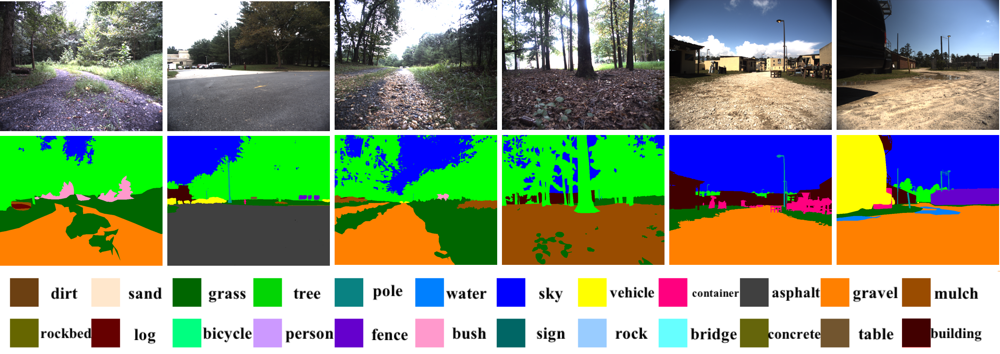 dirt sand grass tree pole water sky vehicle container asphalt gravel mulch
rockbed log bicycle person fence bush sign rock bridge concrete table building